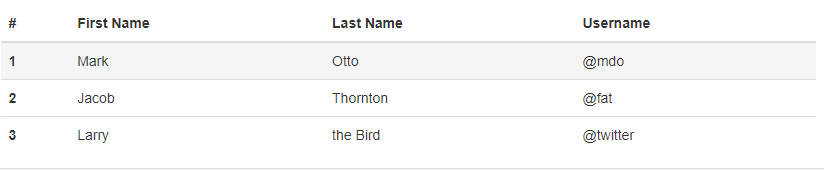 # First Name Last Name Username
1 Mark Otto @mdo
2 Jacob Thornton @fat
3 Larry the Bird @twitter